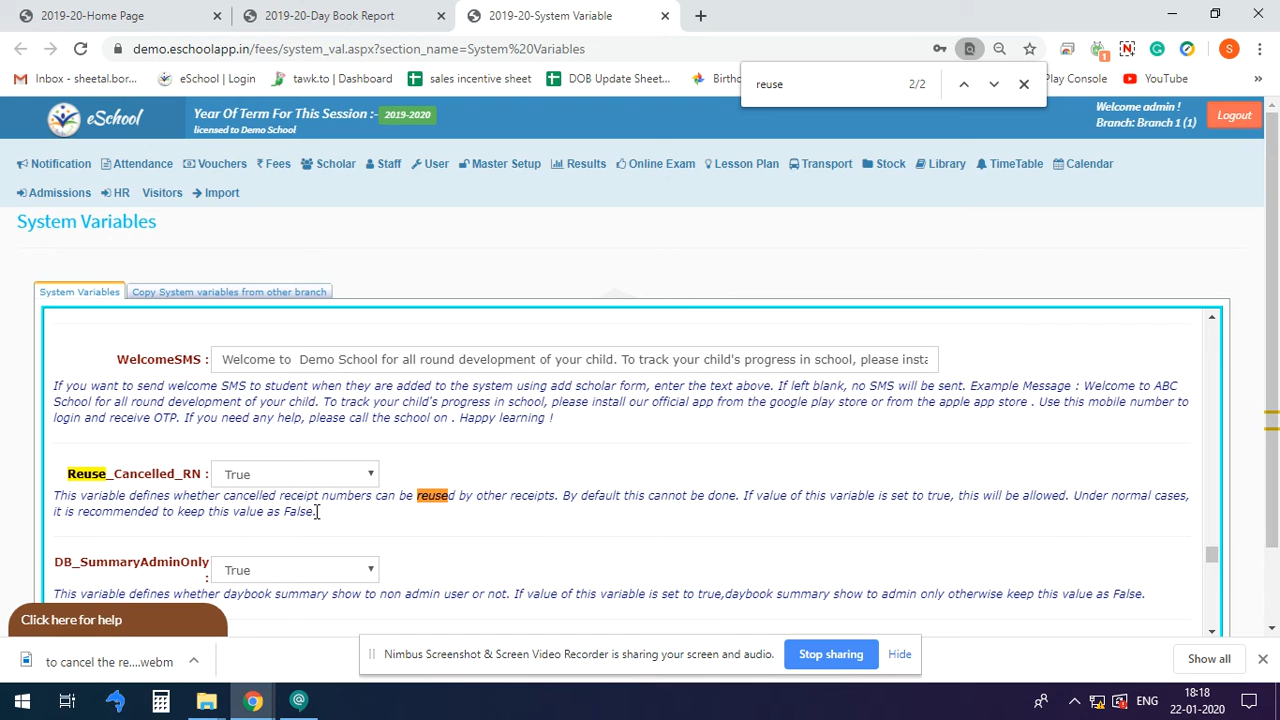 2019-20-Home Page
2019-20-Day Book Report
2019-20-System Variable
demo.eschoolapp.in/fees/system_val.aspx?section_name=System%20Variables
Inbox - sheetal.bor...
eSchool | Login
tawk.to | Dashboard
sales incentive sheet
DOB Update Sheet...
Birthd
Play Console
YouTube
reuse 2/2
eSchool
Year Of Term For This Session :- 2019-2020
licensed to Demo School
Welcome admin !
Branch: Branch 1 (1)
Logout
Notification Attendance Vouchers Fees Scholar Staff User Master Setup Results Online Exam Lesson Plan Transport Stock Library TimeTable Calendar
Admissions HR Visitors Import
System Variables
System Variables Copy System variables from other branch
WelcomeSMS : Welcome to Demo School for all round development of your child. To track your child's progress in school, please insta
If you want to send welcome SMS to student when they are added to the system using add scholar form, enter the text above. If left blank, no SMS will be sent. Example Message : Welcome to ABC
School for all round development of your child. To track your child's progress in school, please install our official app from the google play store or from the apple app store . Use this mobile number to
login and receive OTP. If you need any help, please call the school on . Happy learning !
Reuse_Cancelled_RN : True
This variable defines whether cancelled receipt numbers can be reused by other receipts. By default this cannot be done. If value of this variable is set to true, this will be allowed. Under normal cases,
it is recommended to keep this value as False.
DB_SummaryAdminOnly
: True
This variable defines whether daybook summary show to non admin user or not. If value of this variable is set to true,daybook summary show to admin only otherwise keep this value as False.
Click here for help
Nimbus Screenshot & Screen Video Recorder is sharing your screen and audio. Stop sharing Hide
to cancel the re....webm
Show all
ENG
18:18
22-01-2020